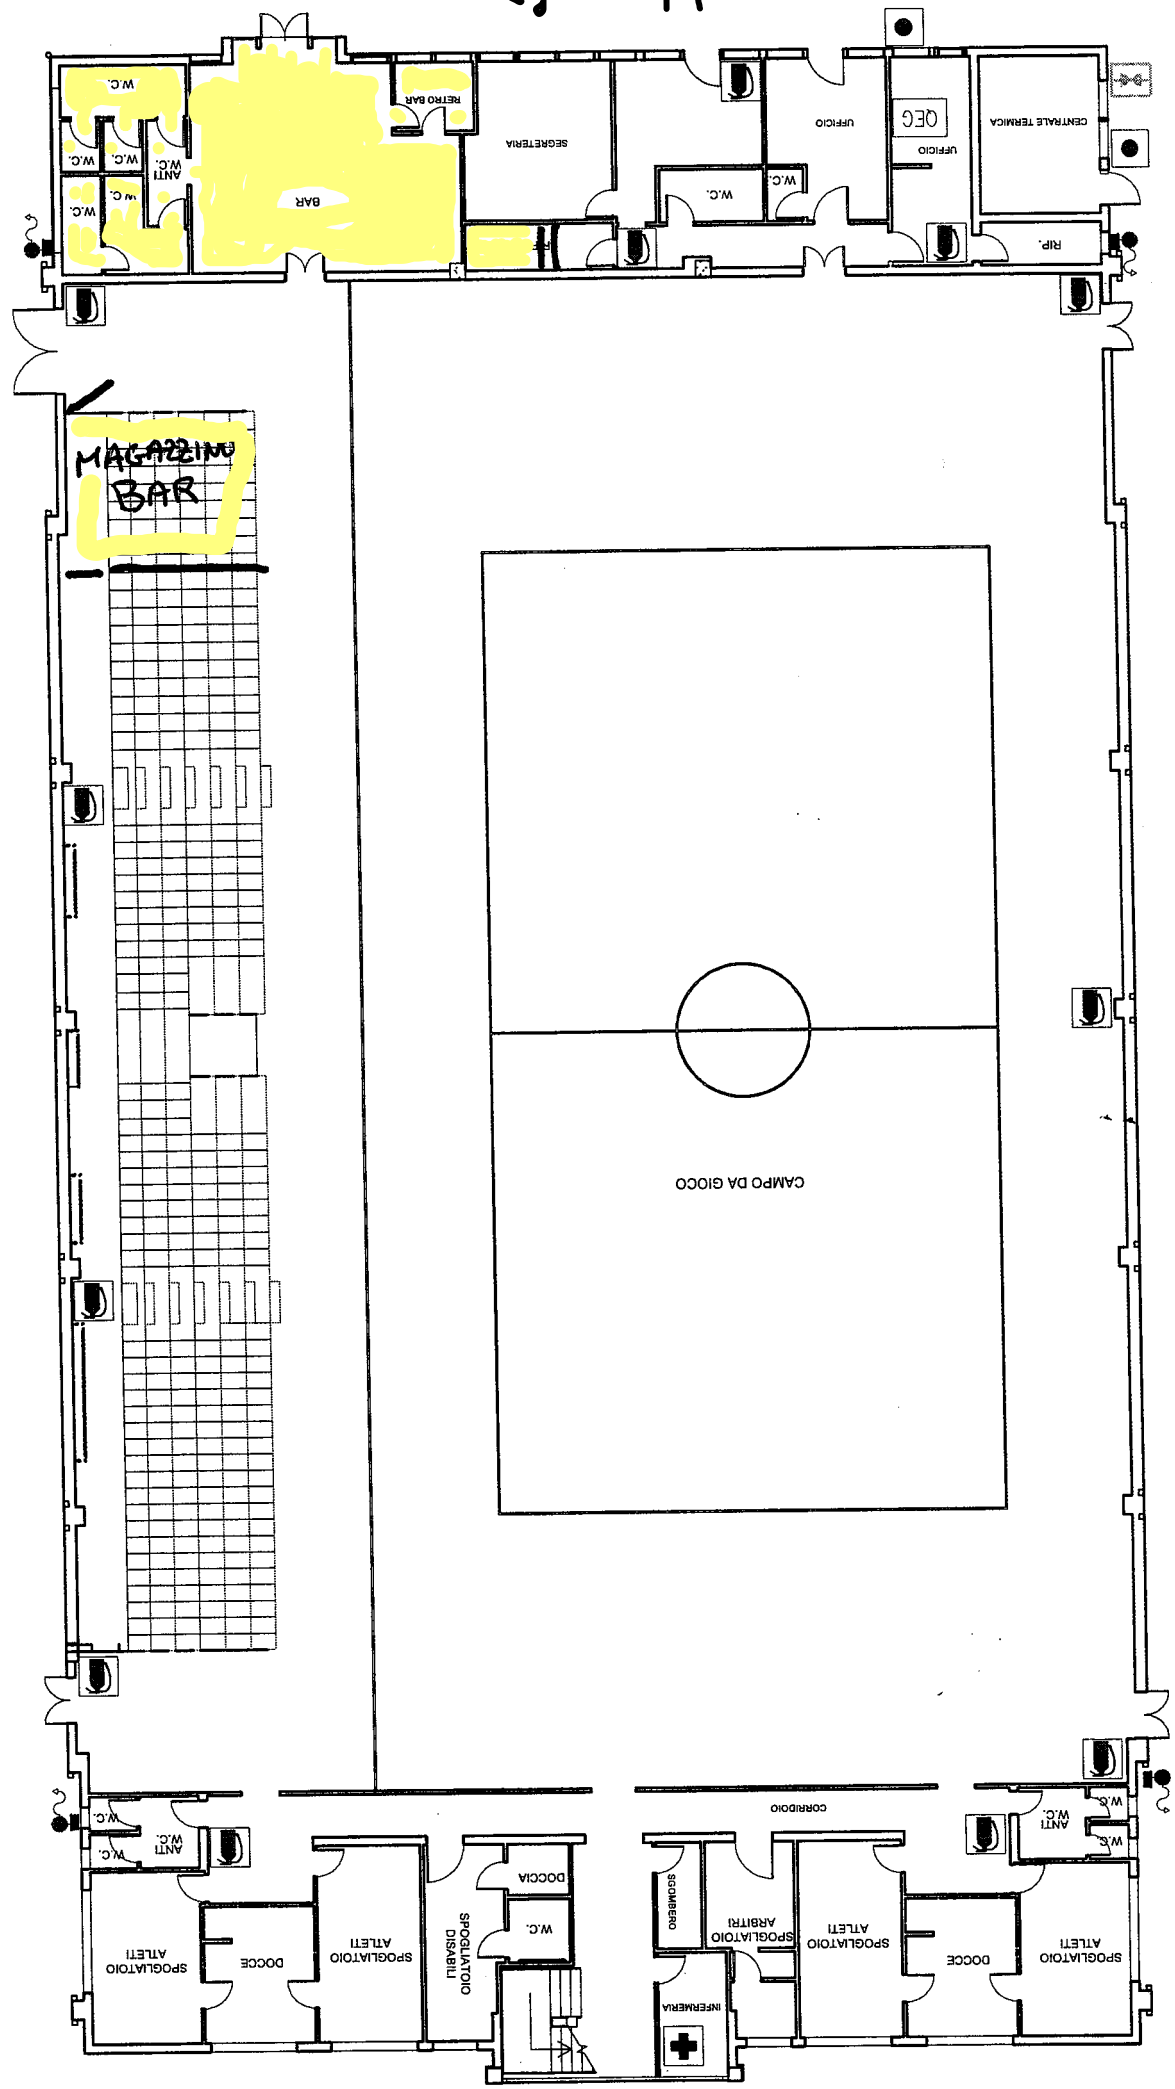 W.C.
RETRO BAR
W.C.
W.C.
ANTI
W.C.
W.C.
W.C.
BAR
SEGRETERIA
W.C.
W.C.
UFFICIO
QEG
UFFICIO
CENTRALE TERMICA
RIP.
MAGAZZINO
BAR
CAMPO DA GIOCO
CORRIDOIO
W.C.
W.C.
ANTI
W.C.
W.C.
W.C.
ANTI
W.C.
SPOGLIATOIO
ATLETI
DOCCE
SPOGLIATOIO
ATLETI
SPOGLIATOIO
DISABILI
DOCCIA
W.C.
SGOMBERO
INFERMERIA
SPOGLIATOIO
ARBITRI
SPOGLIATOIO
ATLETI
DOCCE
SPOGLIATOIO
ATLETI